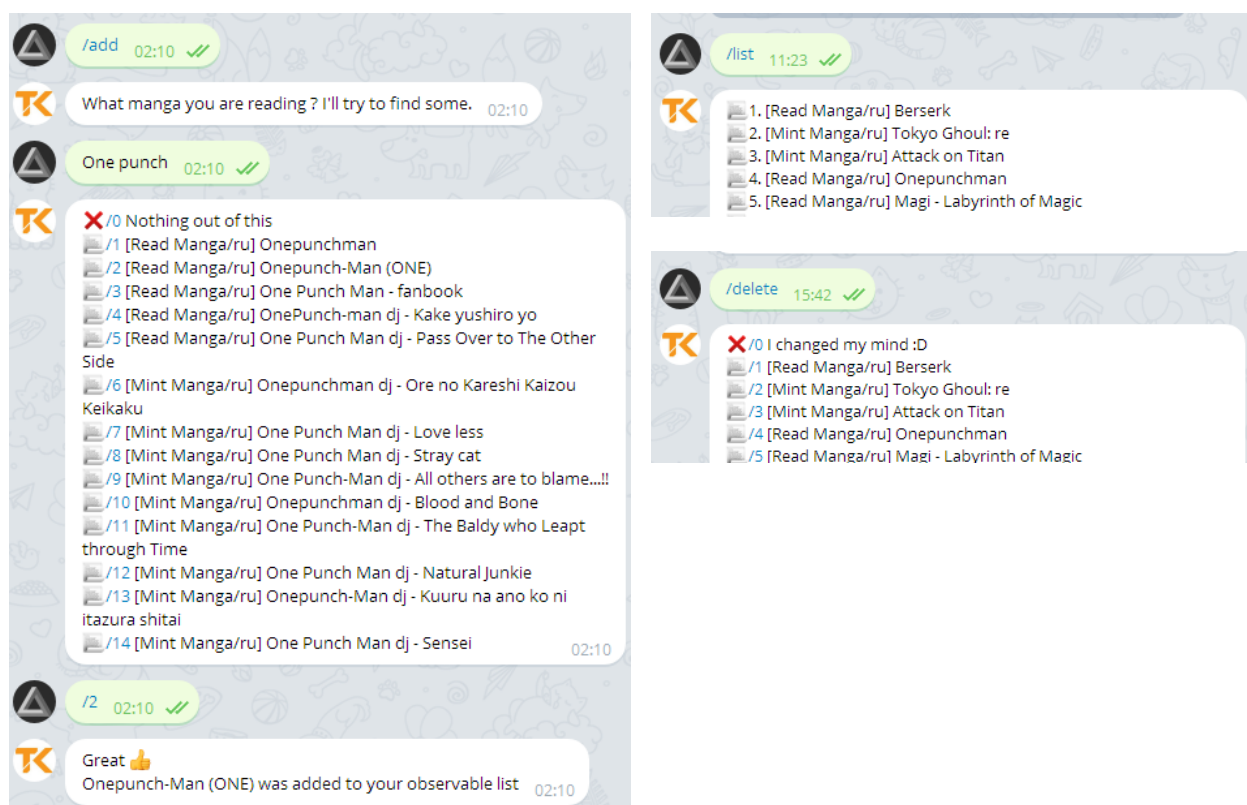 /add 02:10
TK What manga you are reading ? I'll try to find some. 02:10
One punch 02:10
TK
/0 Nothing out of this
/1 [Read Manga/ru] Onepunchman
/2 [Read Manga/ru] Onepunch-Man (ONE)
/3 [Read Manga/ru] One Punch Man - fanbook
/4 [Read Manga/ru] OnePunch-man dj - Kake yushiro yo
/5 [Read Manga/ru] One Punch Man dj - Pass Over to The Other
Side
/6 [Mint Manga/ru] Onepunchman dj - Ore no Kareshi Kaizou
Keikaku
/7 [Mint Manga/ru] One Punch Man dj - Love less
/8 [Mint Manga/ru] One Punch Man dj - Stray cat
/9 [Mint Manga/ru] One Punch-Man dj - All others are to blame...!!
/10 [Mint Manga/ru] Onepunchman dj - Blood and Bone
/11 [Mint Manga/ru] One Punch-Man dj - The Baldy who Leapt
through Time
/12 [Mint Manga/ru] One Punch Man dj - Natural Junkie
/13 [Mint Manga/ru] Onepunch-Man dj - Kuuru na ano ko ni
itazura shitai
/14 [Mint Manga/ru] One Punch Man dj - Sensei 02:10
/2 02:10
TK Great
Onepunch-Man (ONE) was added to your observable list 02:10
/list 11:23
TK
1. [Read Manga/ru] Berserk
2. [Mint Manga/ru] Tokyo Ghoul: re
3. [Mint Manga/ru] Attack on Titan
4. [Read Manga/ru] Onepunchman
5. [Read Manga/ru] Magi - Labyrinth of Magic
/delete 15:42
TK
/0 I changed my mind :D
/1 [Read Manga/ru] Berserk
/2 [Mint Manga/ru] Tokyo Ghoul: re
/3 [Mint Manga/ru] Attack on Titan
/4 [Read Manga/ru] Onepunchman
/5 [Read Manga/ru] Magi - Labyrinth of Magic